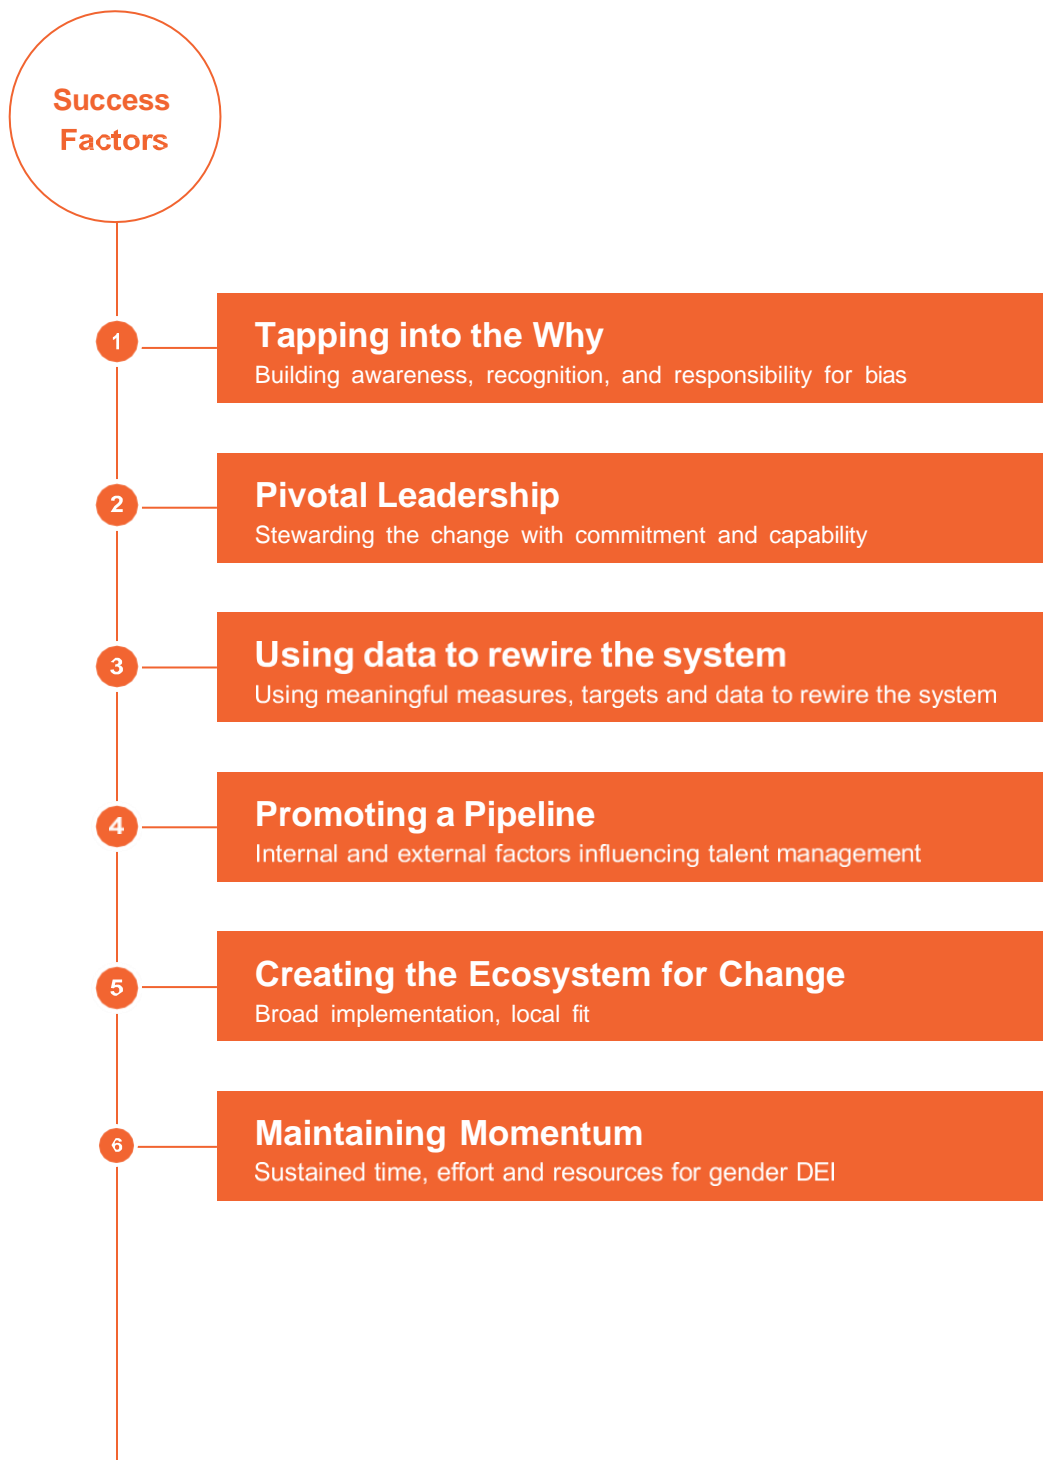 Success
Factors
1
Tapping into the Why
Building awareness, recognition, and responsibility for bias
2
Pivotal Leadership
Stewarding the change with commitment and capability
3
Using data to rewire the system
Using meaningful measures, targets and data to rewire the system
4
Promoting a Pipeline
Internal and external factors influencing talent management
5
Creating the Ecosystem for Change
Broad implementation, local fit
6
Maintaining Momentum
Sustained time, effort and resources for gender DEI